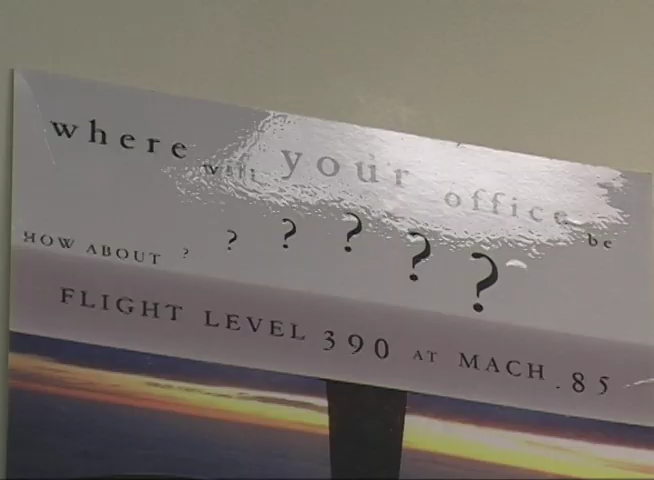 where will your office be
HOW ABOUT ? ? ? ? ? ?
FLIGHT LEVEL 390 AT MACH .85